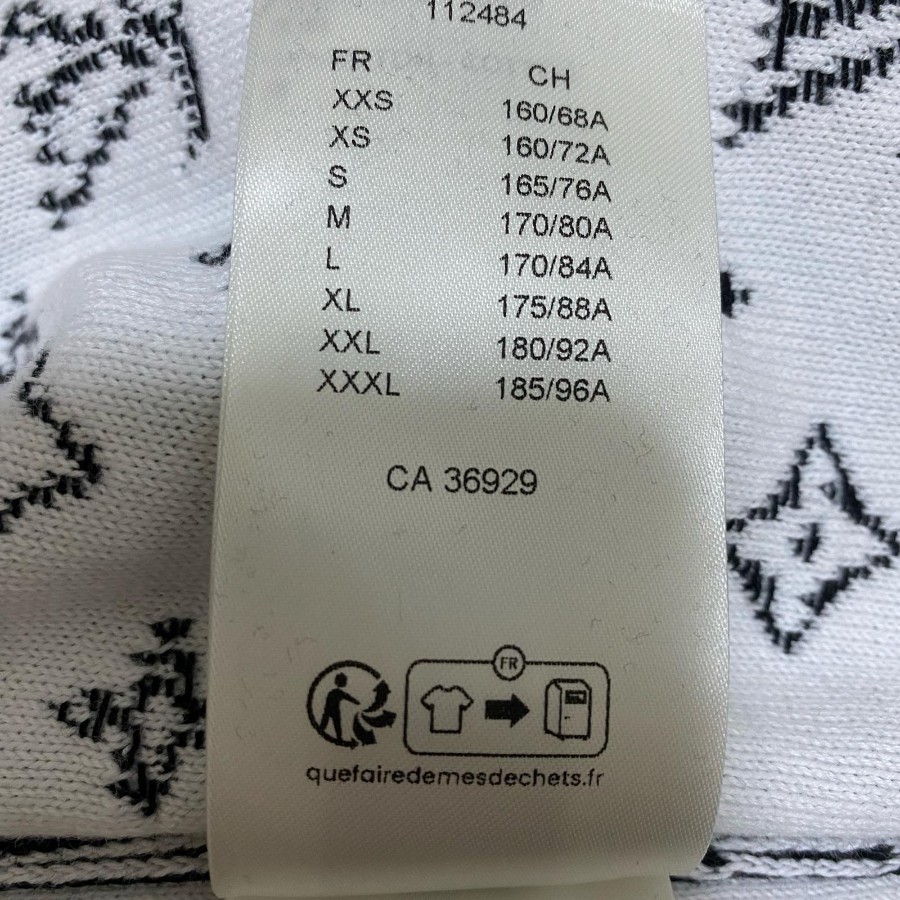 112484
FR CH
XXS 160/68A
XS 160/72A
S 165/76A
M 170/80A
L 170/84A
XL 175/88A
XXL 180/92A
XXXL 185/96A
CA 36929
FR
quefairedemesdechets.fr